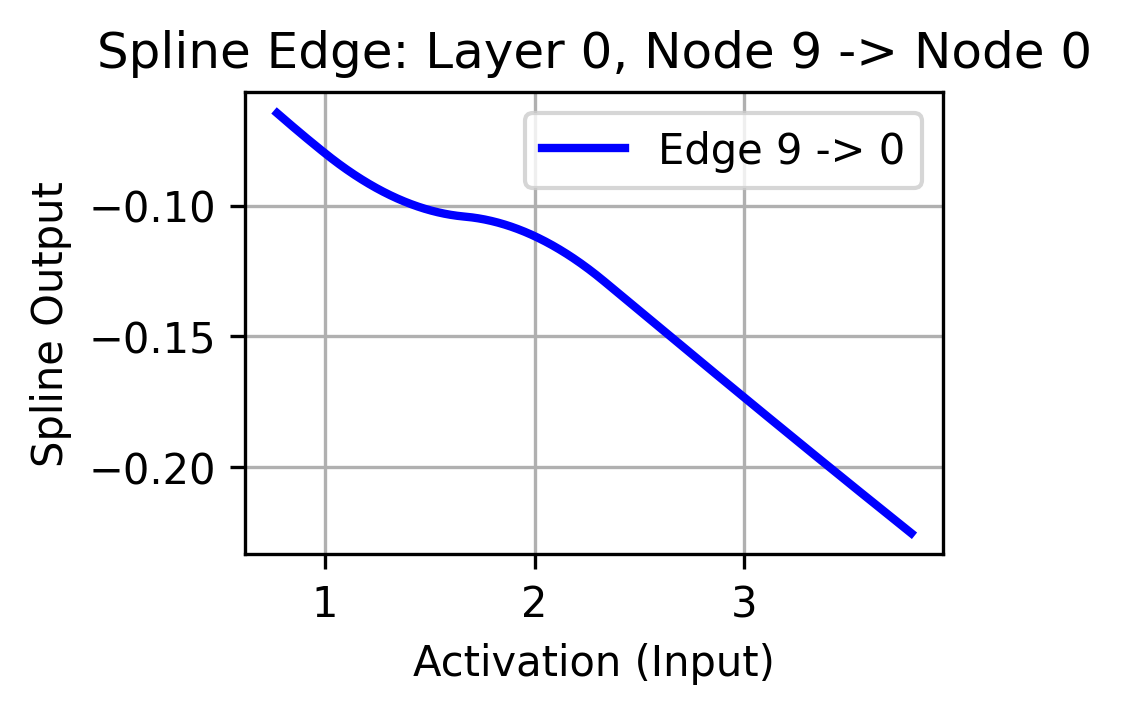 Spline Edge: Layer 0, Node 9 -> Node 0
Edge 9 -> 0
−0.10
−0.15
−0.20
Spline Output
1 2 3
Activation (Input)